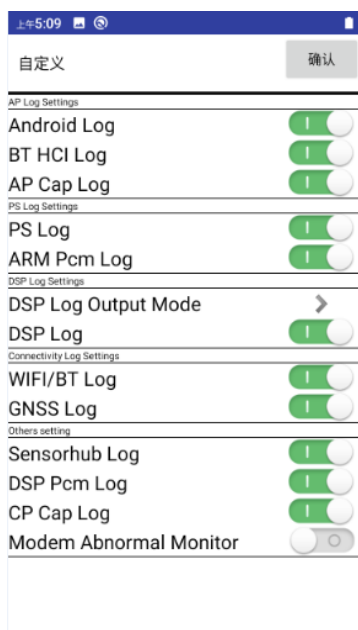 上午5:09
自定义
确认
AP Log Settings
Android Log
BT HCI Log
AP Cap Log
PS Log Settings
PS Log
ARM Pcm Log
DSP Log Settings
DSP Log Output Mode
DSP Log
Connectivity Log Settings
WIFI/BT Log
GNSS Log
Others setting
Sensorhub Log
DSP Pcm Log
CP Cap Log
Modem Abnormal Monitor